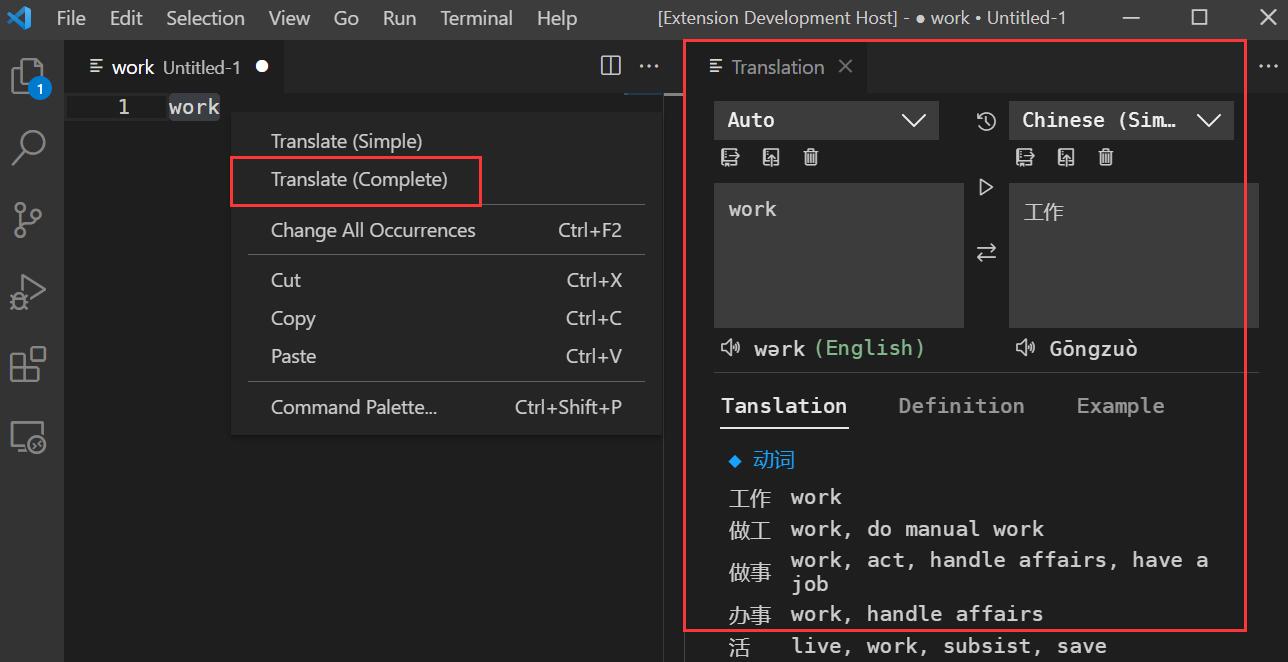 File Edit Selection View Go Run Terminal Help [Extension Development Host] - ● work • Untitled-1
work Untitled-1 ●
1
1 work
Translate (Simple)
Translate (Complete)
Change All Occurrences Ctrl+F2
Cut Ctrl+X
Copy Ctrl+C
Paste Ctrl+V
Command Palette... Ctrl+Shift+P
Translation
Auto
Chinese (Sim…
work
工作
wərk (English)
Gōngzuò
Tanslation Definition Example
动词
工作 work
做工 work, do manual work
做事 work, act, handle affairs, have a
job
办事 work, handle affairs
活 live, work, subsist, save